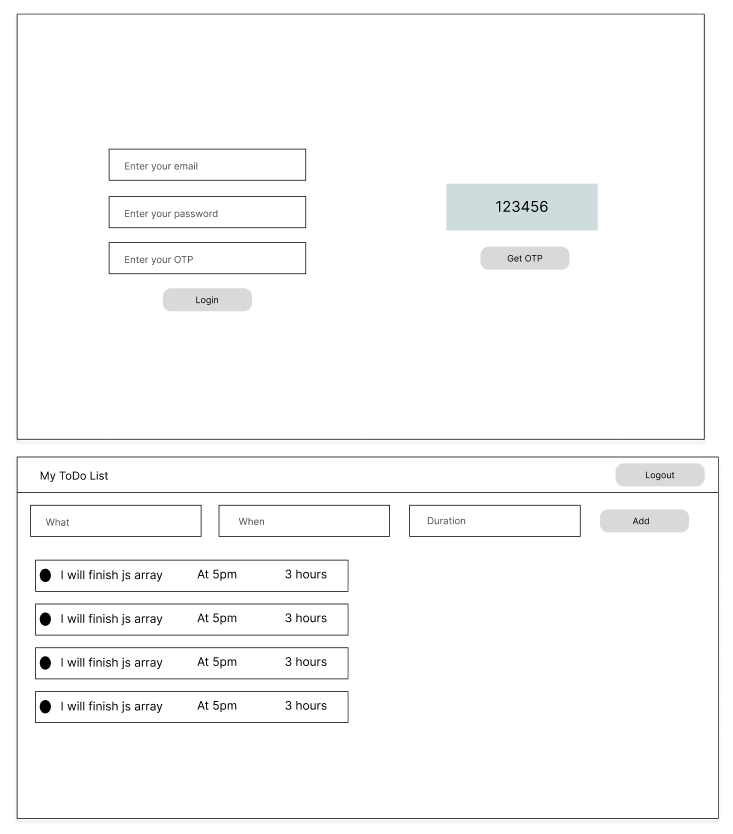 Enter your email
Enter your password
Enter your OTP
Login
123456
Get OTP
My ToDo List
Logout
What
When
Duration
Add
I will finish js array At 5pm 3 hours
I will finish js array At 5pm 3 hours
I will finish js array At 5pm 3 hours
I will finish js array At 5pm 3 hours